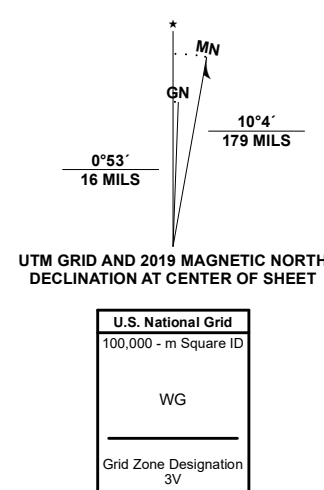 ★
MN
GN
10°4´
179 MILS
0°53´
16 MILS
UTM GRID AND 2019 MAGNETIC NORTH
DECLINATION AT CENTER OF SHEET
U.S. National Grid
100,000 - m Square ID
WG
Grid Zone Designation
3V